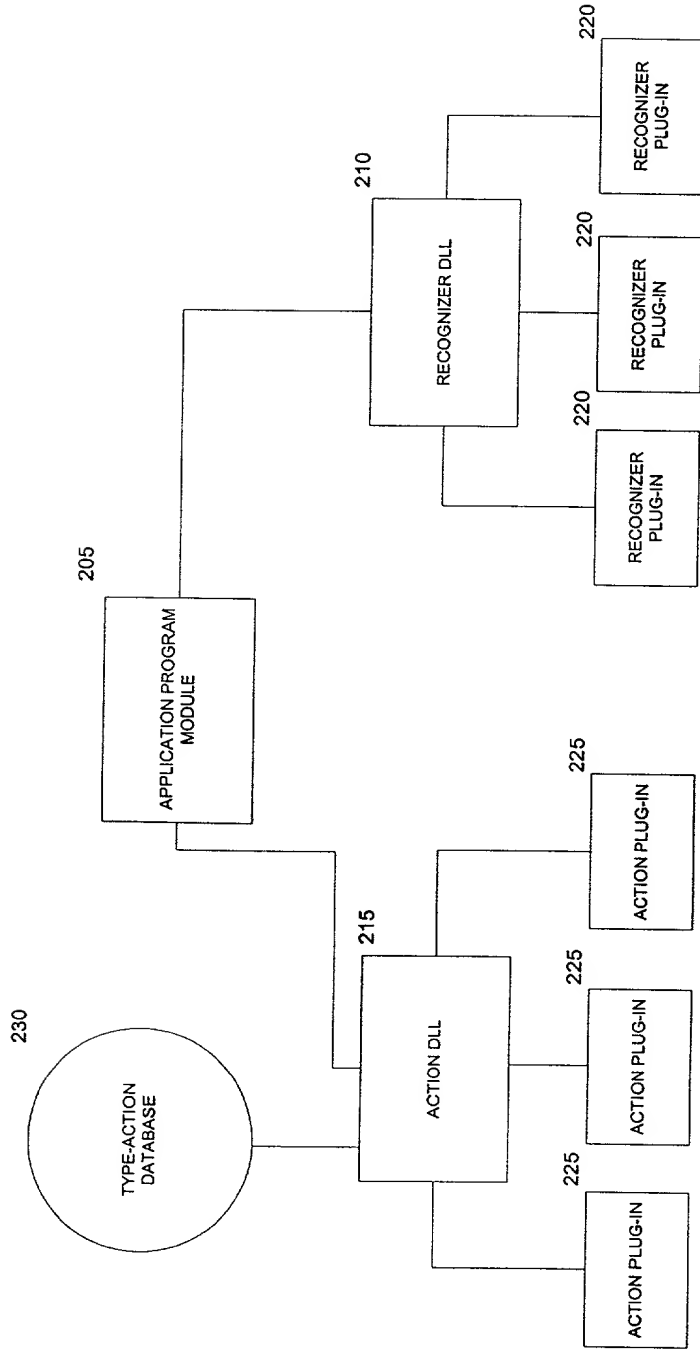 230
TYPE-ACTION
DATABASE
205
APPLICATION PROGRAM
MODULE
215
ACTION DLL
210
RECOGNIZER DLL
225
ACTION PLUG-IN
225
ACTION PLUG-IN
225
ACTION PLUG-IN
220
RECOGNIZER
PLUG-IN
220
RECOGNIZER
PLUG-IN
220
RECOGNIZER
PLUG-IN